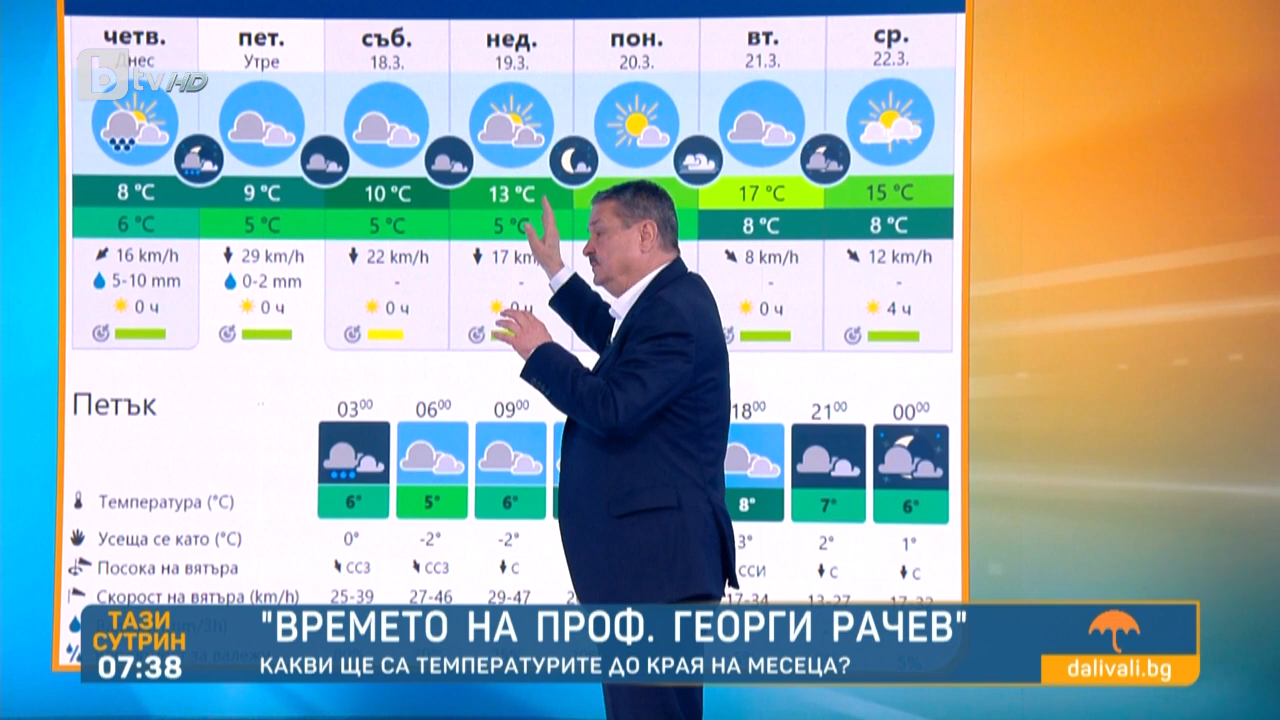 четв. пет. съб. нед. пон. вт. ср.
Днес Утре 18.3. 19.3. 20.3. 21.3. 22.3.
btv HD
8 °C 9 °C 10 °C 13 °C 17 °C 15 °C
6 °C 5 °C 5 °C 5°C 8 °C 8 °C
16 km/h 29 km/h 22 km/h 17 km/ 8 km/h 12 km/h
5-10 mm 0-2 mm - - - -
0 ч 0 ч 0 ч 0 ч 0 ч 4 ч
Петък
03⁰⁰ 06⁰⁰ 09⁰⁰ 18⁰⁰ 21⁰⁰ 00⁰⁰
Температура (°C) 6° 5° 6° 8° 7° 6°
Усеща се като (°C) 0° -2° -2° 3° 2° 1°
Посока на вятъра ССЗ ССЗ С ССИ С С
Скорост на вятъра (km/h) 25-39 27-46 29-47 17-34 13-27
ТАЗИ
СУТРИН
07:38
"ВРЕМЕТО НА ПРОФ. ГЕОРГИ РАЧЕВ"
КАКВИ ЩЕ СА ТЕМПЕРАТУРИТЕ ДО КРАЯ НА МЕСЕЦА?
dalivali.bg